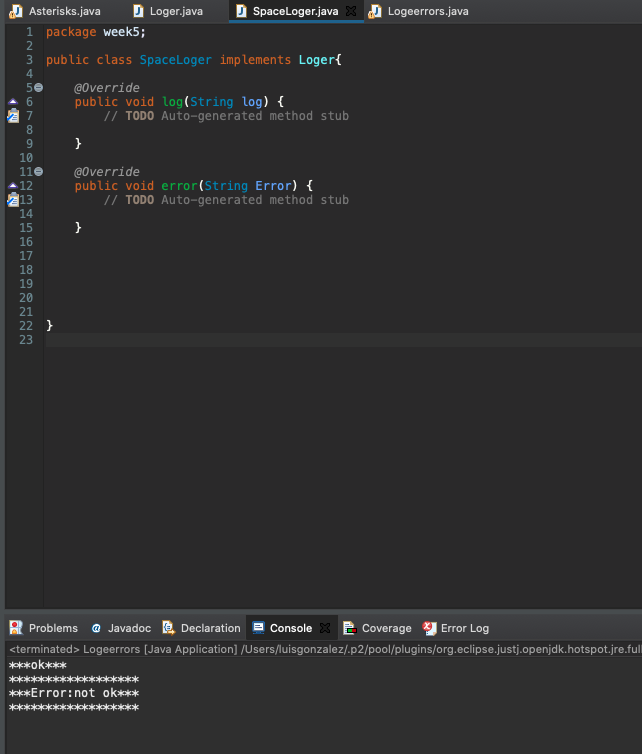 Asterisks.java Loger.java SpaceLoger.java Logeerrors.java
1 package week5;
2
3 public class SpaceLoger implements Loger{
4
5 @Override
6 public void log(String log) {
7 // TODO Auto-generated method stub
8
9 }
10
11 @Override
12 public void error(String Error) {
13 // TODO Auto-generated method stub
14
15 }
16
17
18
19
20
21
22 }
23
Problems @ Javadoc Declaration Console Coverage Error Log
<terminated> Logeerrors [Java Application] /Users/luisgonzalez/.p2/pool/plugins/org.eclipse.justj.openjdk.hotspot.jre.full
***ok***
******************
***Error:not ok***
******************